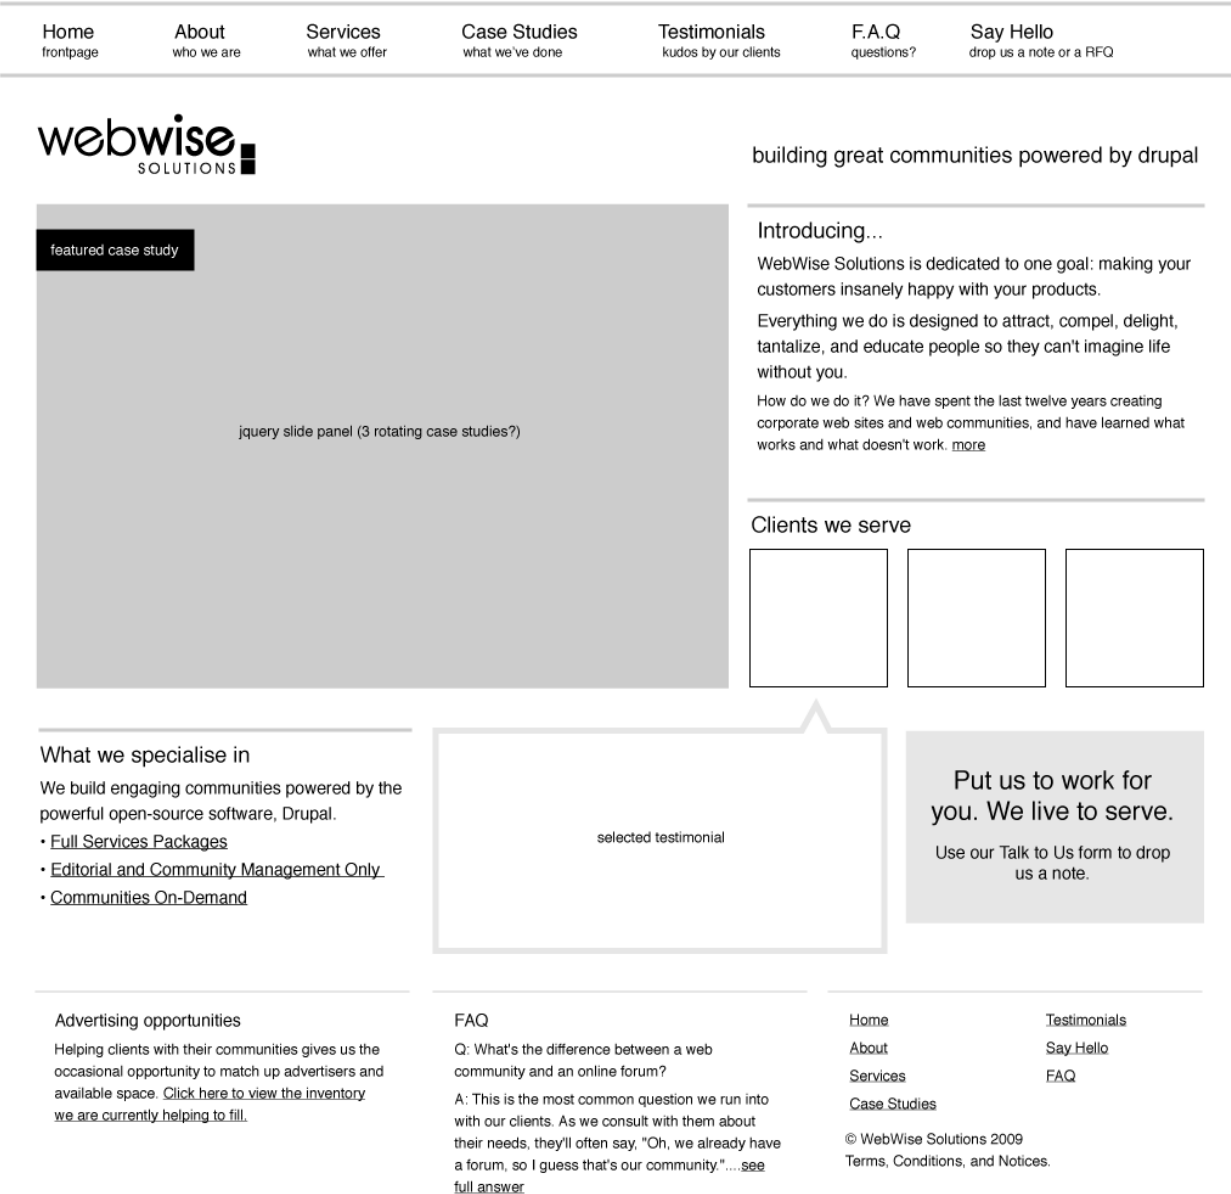 Home
frontpage
About
who we are
Services
what we offer
Case Studies
what we've done
Testimonials
kudos by our clients
F.A.Q
questions?
Say Hello
drop us a note or a RFQ
webwise
SOLUTIONS
building great communities powered by drupal
featured case study
jquery slide panel (3 rotating case studies?)
Introducing...
WebWise Solutions is dedicated to one goal: making your
customers insanely happy with your products.
Everything we do is designed to attract, compel, delight,
tantalize, and educate people so they can't imagine life
without you.
How do we do it? We have spent the last twelve years creating
corporate web sites and web communities, and have learned what
works and what doesn't work. more
Clients we serve
What we specialise in
We build engaging communities powered by the
powerful open-source software, Drupal.
• Full Services Packages
• Editorial and Community Management Only
• Communities On-Demand
selected testimonial
Put us to work for
you. We live to serve.
Use our Talk to Us form to drop
us a note.
Advertising opportunities
Helping clients with their communities gives us the
occasional opportunity to match up advertisers and
available space. Click here to view the inventory
we are currently helping to fill.
FAQ
Q: What's the difference between a web
community and an online forum?
A: This is the most common question we run into
with our clients. As we consult with them about
their needs, they'll often say, "Oh, we already have
a forum, so I guess that's our community."....see
full answer
Home
About
Services
Case Studies
Testimonials
Say Hello
FAQ
© WebWise Solutions 2009
Terms, Conditions, and Notices.